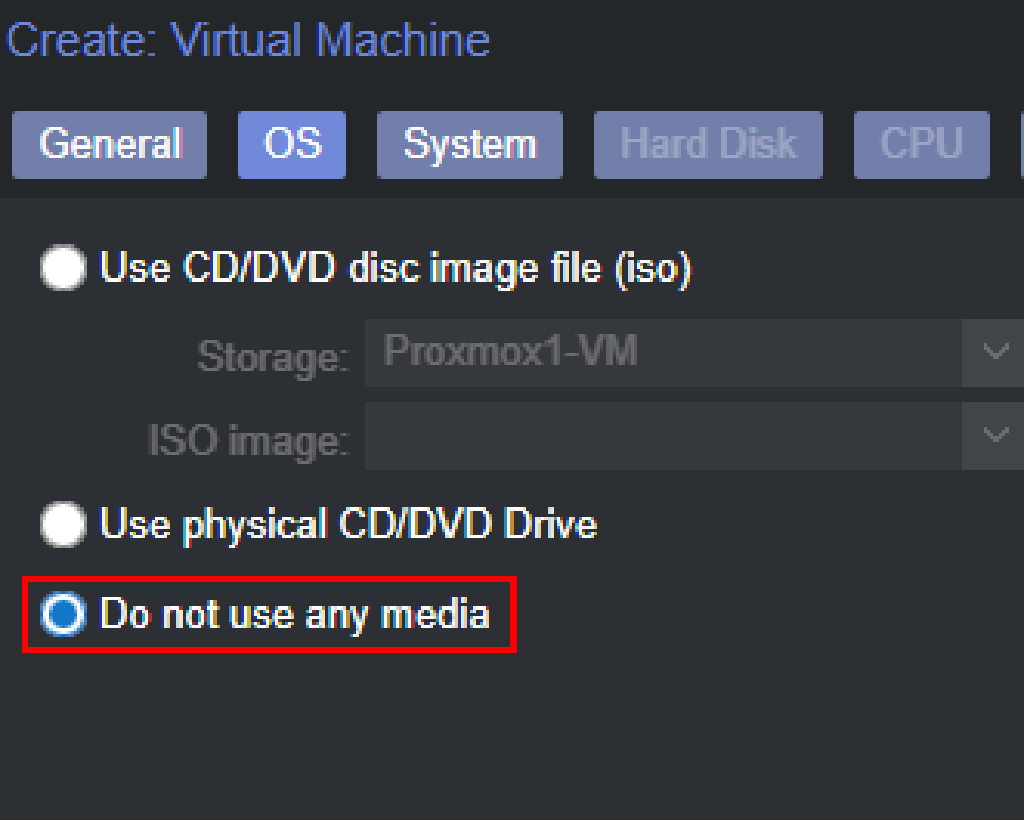 Create: Virtual Machine
General OS System Hard Disk CPU
Use CD/DVD disc image file (iso)
Storage: Proxmox1-VM
ISO image:
Use physical CD/DVD Drive
Do not use any media